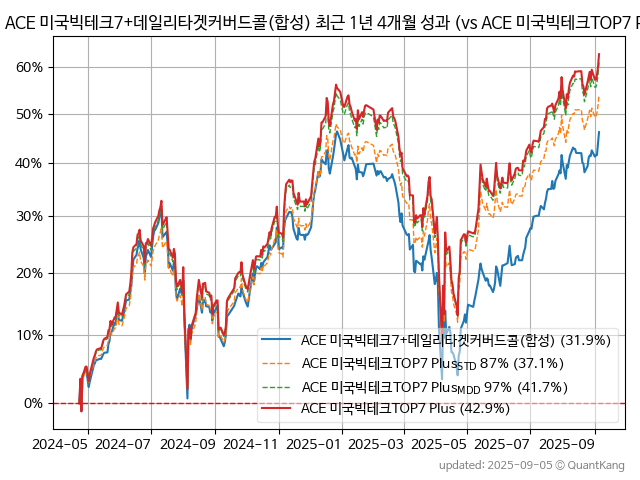 ACE 미국빅테크7+데일리타겟커버드콜(합성) 최근 1년 4개월 성과 (vs ACE 미국빅테크TOP7 P
60%
50%
40%
30%
20%
10%
0%
ACE 미국빅테크7+데일리타겟커버드콜(합성) (31.9%)
ACE 미국빅테크TOP7 PlusSTD 87% (37.1%)
ACE 미국빅테크TOP7 PlusMDD 97% (41.7%)
ACE 미국빅테크TOP7 Plus (42.9%)
2024-05 2024-07 2024-09 2024-11 2025-01 2025-03 2025-05 2025-07 2025-09
updated: 2025-09-05 © QuantKang